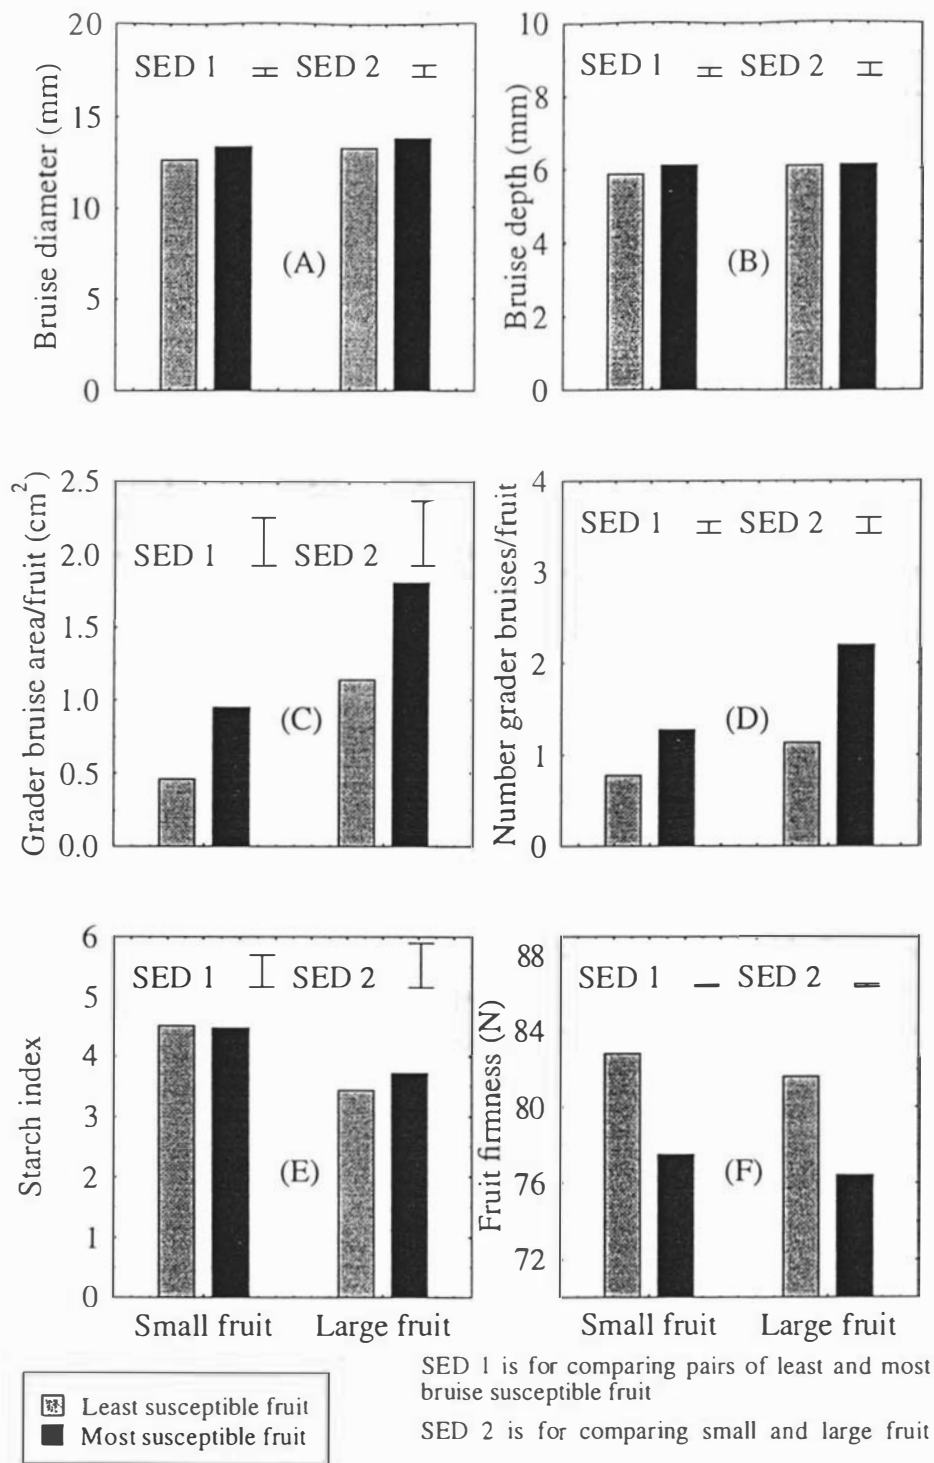 20
15
10
5
0
Bruise diameter (mm)
SED 1 SED 2
(A)
10
8
6
4
2
0
Bruise depth (mm)
SED 1 SED 2
(B)
2.5
2.0
1.5
1.0
0.5
0.0
Grader bruise area/fruit (cm²)
SED 1 SED 2
(C)
4
3
2
1
0
Number grader bruises/fruit
SED 1 SED 2
(D)
6
5
4
3
2
1
0
Starch index
SED 1 SED 2
(E)
Small fruit Large fruit
88
84
80
76
72
Fruit firmness (N)
SED 1 SED 2
(F)
Small fruit Large fruit
Least susceptible fruit
Most susceptible fruit
SED 1 is for comparing pairs of least and most
bruise susceptible fruit
SED 2 is for comparing small and large fruit